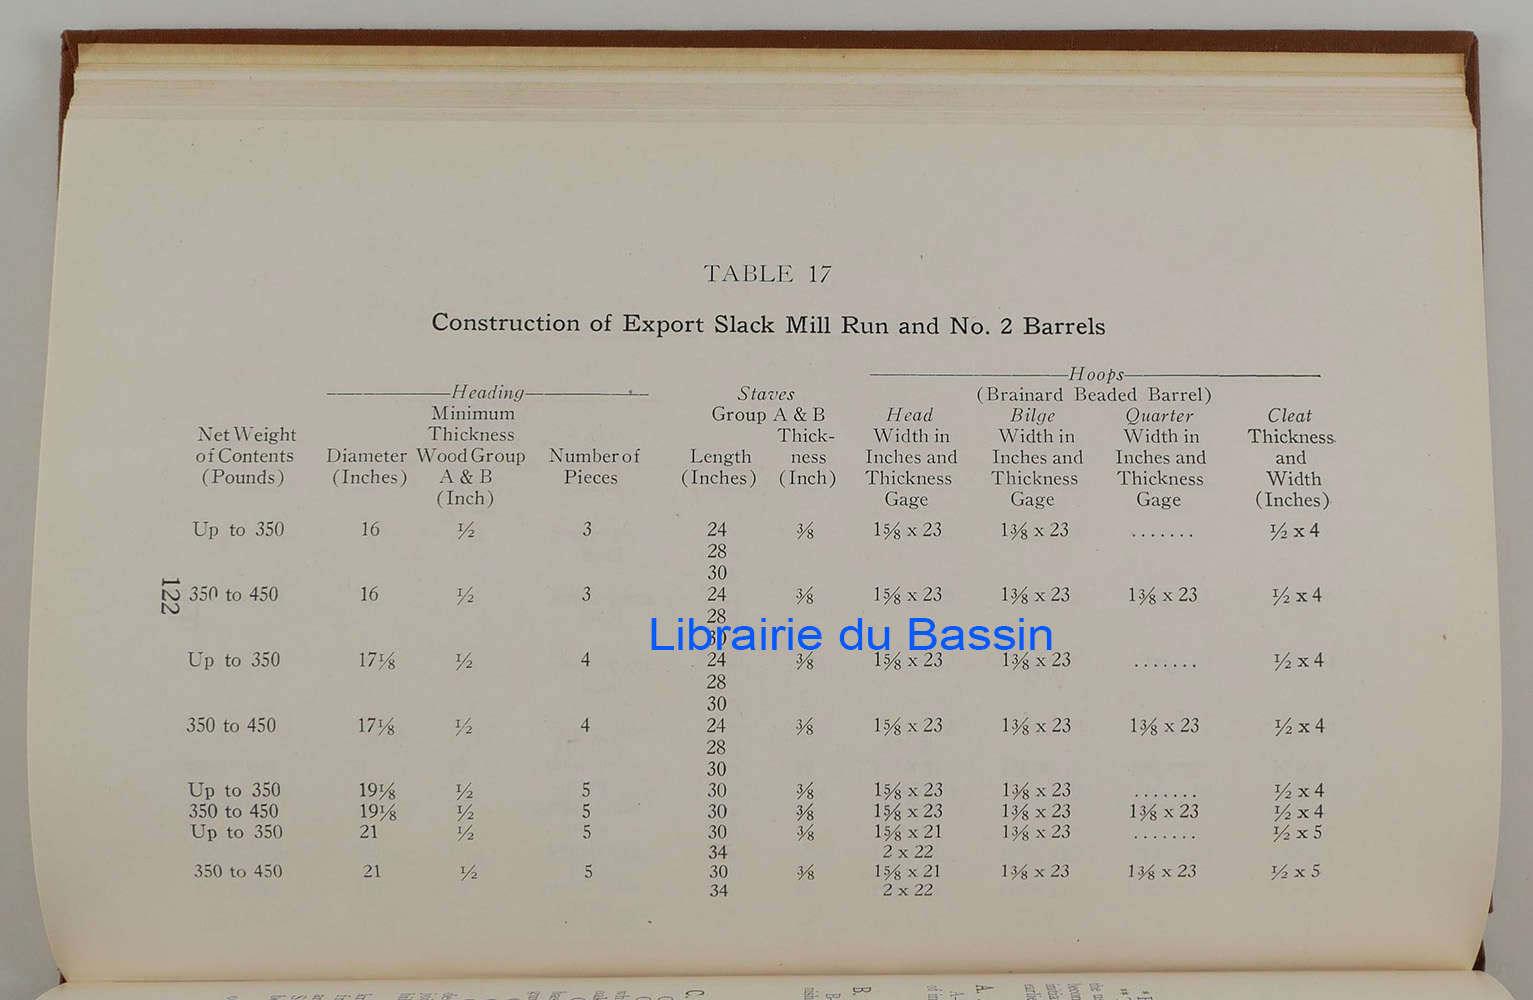 TABLE 17
Construction of Export Slack Mill Run and No. 2 Barrels
Heading Staves Hoops
(Brainard Beaded Barrel)
Minimum Group A & B Head Bilge Quarter Cleat
Net Weight Thickness Thick- Width in Width in Width in Thickness
of Contents Diameter Wood Group Number of Length ness Inches and Inches and Inches and and
(Pounds) (Inches) A & B Pieces (Inches) (Inch) Thickness Thickness Thickness Width
(Inch) Gage Gage Gage (Inches)
Up to 350 16 ½ 3 24 ⅜ 1⅝ x 23 1⅜ x 23 ....... ½ x 4
28
30
350 to 450 16 ½ 3 24 ⅜ 1⅝ x 23 1⅜ x 23 1⅜ x 23 ½ x 4
28
30
Up to 350 17⅛ ½ 4 24 ⅜ 1⅝ x 23 1⅜ x 23 ....... ½ x 4
28
30
350 to 450 17⅛ ½ 4 24 ⅜ 1⅝ x 23 1⅜ x 23 1⅜ x 23 ½ x 4
28
30
Up to 350 19⅛ ½ 5 30 ⅜ 1⅝ x 23 1⅜ x 23 ....... ½ x 4
350 to 450 19⅛ ½ 5 30 ⅜ 1⅝ x 23 1⅜ x 23 1⅜ x 23 ½ x 4
Up to 350 21 ½ 5 30 ⅜ 1⅝ x 21 1⅜ x 23 ....... ½ x 5
34 2 x 22
350 to 450 21 ½ 5 30 ⅜ 1⅝ x 21 1⅜ x 23 1⅜ x 23 ½ x 5
34 2 x 22
122
Librairie du Bassin